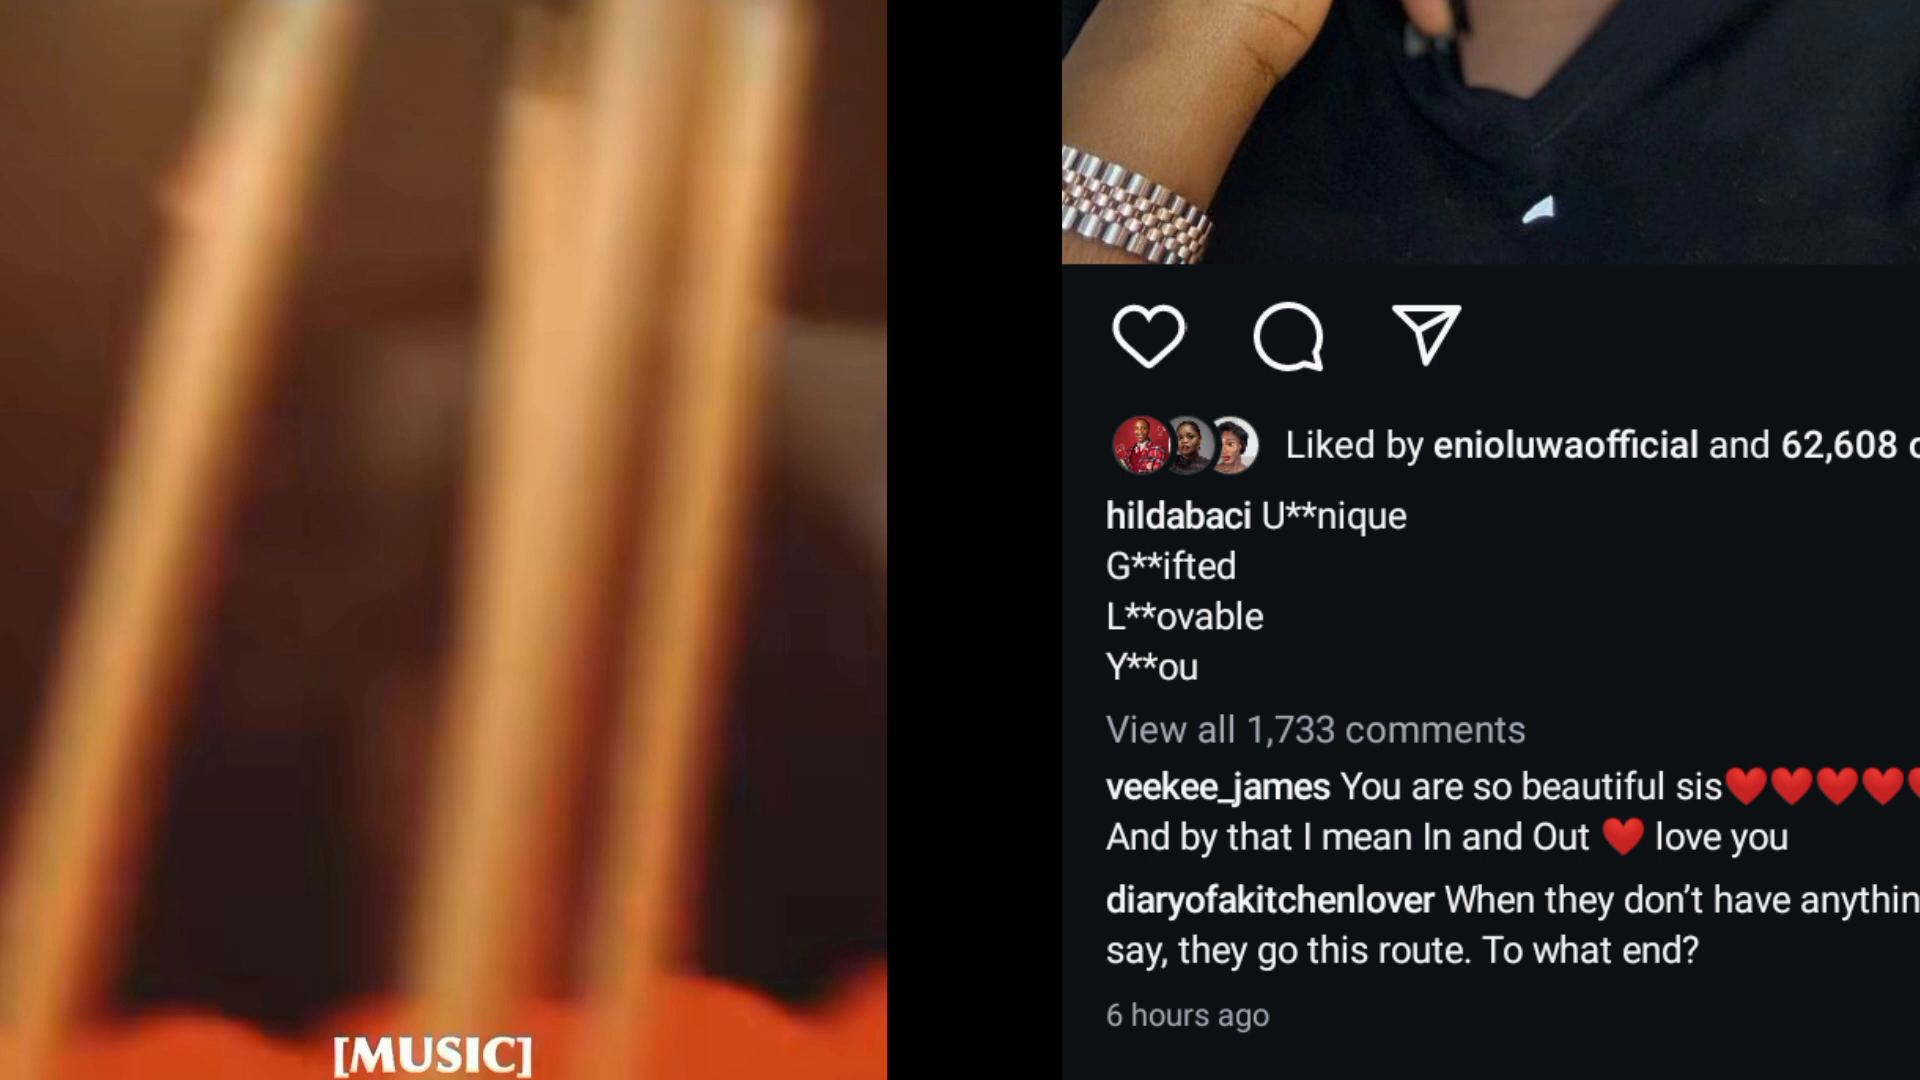 [MUSIC]
Liked by enioluwaofficial and 62,608
hildabaci U**nique
G**ifted
L**ovable
Y**ou
View all 1,733 comments
veekee_james You are so beautiful sis❤️❤️❤️❤️
And by that I mean In and Out ❤️ love you
diaryofakitchenlover When they don’t have anythin
say, they go this route. To what end?
6 hours ago